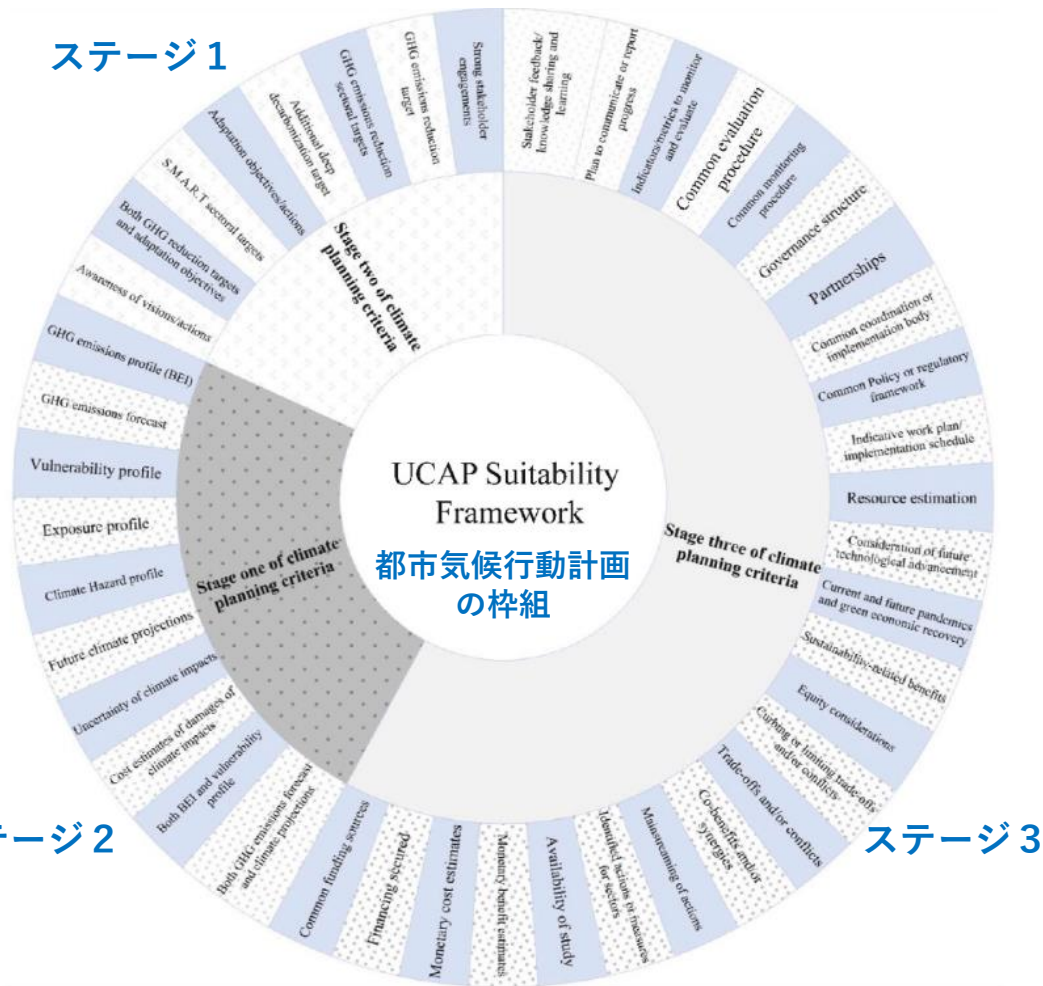 ステージ1
Strong stakeholder
engagements
Stakeholder feedback/
knowledge sharing and
learning
Plan to communicate or report
progress
Indicators/metrics to monitor
and evaluate
Common evaluation
procedure
Common monitoring
procedure
Governance structure
Partnerships
Common coordination or
implementation body
Common Policy or regulatory
framework
Indicative work plan/
implementation schedule
Resource estimation
Consideration of future
technological advancement
Current and future pandemics
and green economic recovery
Sustainability-related benefits
Equity considerations
Curbing or limiting trade-offs
and/or conflicts
Trade-offs and/or conflicts
Co-benefits and/or
synergies
Mainstreaming of actions
Identified actions or measures
for sectors
Availability of study
Monetary benefit estimates
Monetary cost estimates
Financing secured
Common funding sources
Both GHG emissions forecast
and climate projections
Both BEI and vulnerability
profile
Cost estimates of damages of
climate impacts
Uncertainty of climate impacts
Future climate projections
Climate Hazard profile
Exposure profile
Vulnerability profile
GHG emissions forecast
GHG emissions profile (BEI)
Awareness of visions/actions
Both GHG reduction targets
and adaptation objectives
S.M.A.R.T sectoral targets
Adaptation objectives/actions
Additional deep
decarbonization target
GHG emissions reduction
sectoral targets
GHG emissions reduction
target
Stage two of climate
planning criteria
Stage one of climate
planning criteria
Stage three of climate
planning criteria
UCAP Suitability
Framework
都市気候行動計画
の枠組
テージ2
ステージ3